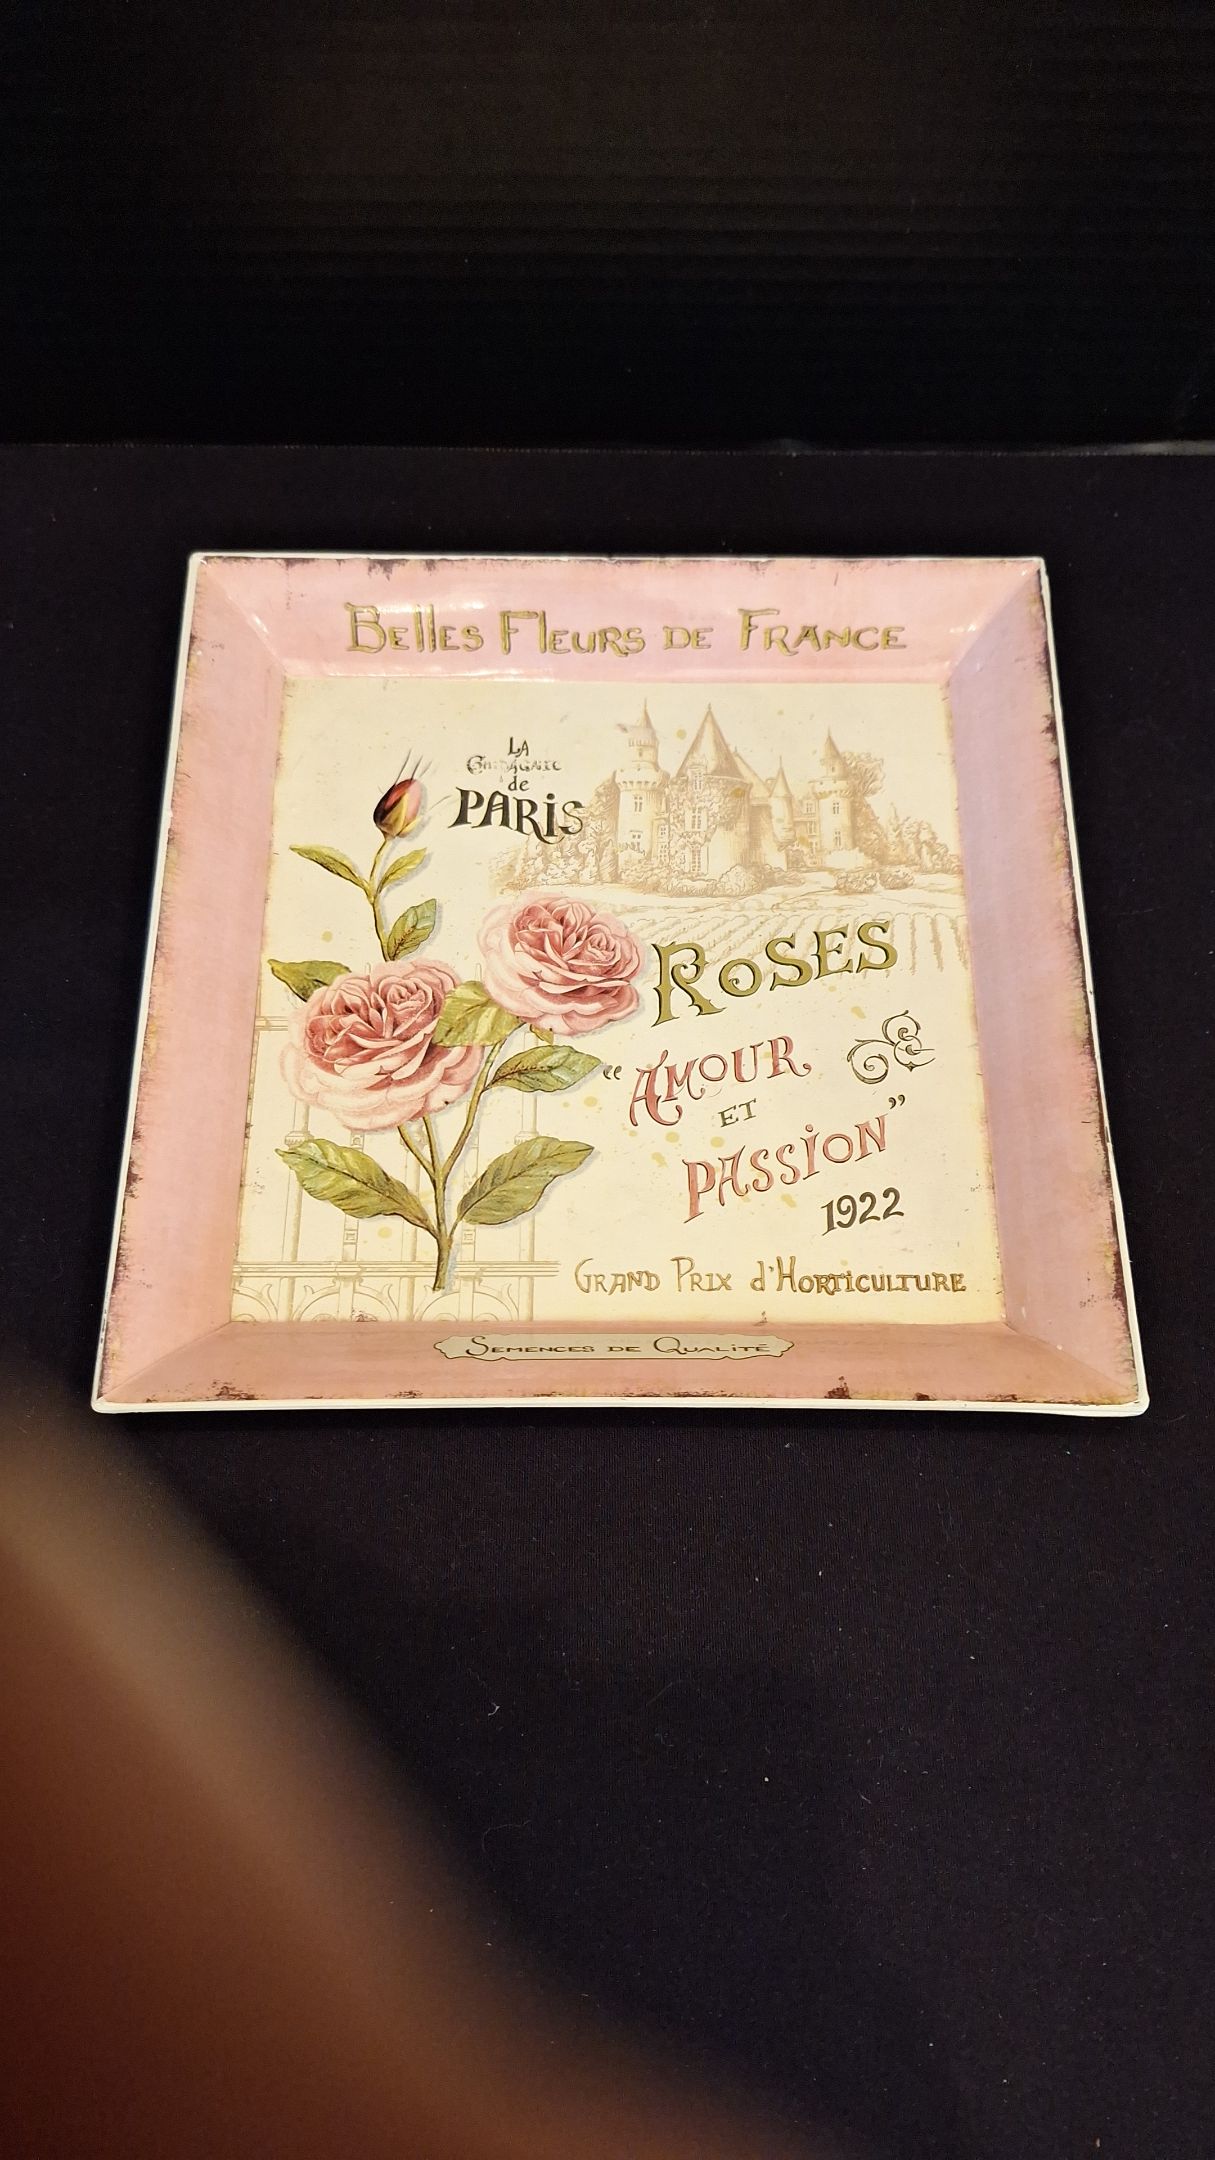 Belles Fleurs de France
LA
de
PARiS
ROSES
"AMOUR
ET
PASSiON"
1922
GRAND PRIX d'HORTICULTURE
SEMENCES DE QUALITÉ